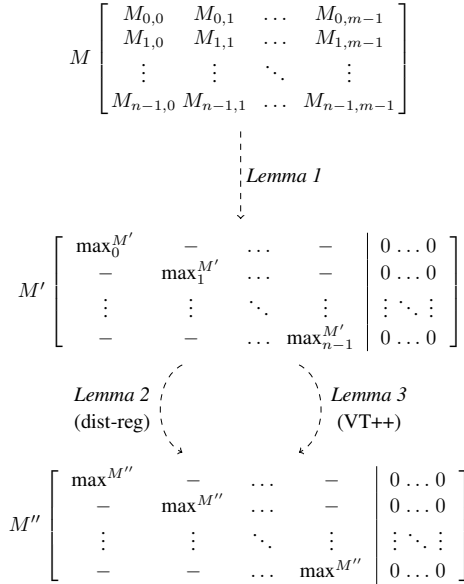 M [ M_{0,0} M_{0,1} … M_{0,m−1}
M_{1,0} M_{1,1} … M_{1,m−1}
⋮ ⋮ ⋱ ⋮
M_{n−1,0} M_{n−1,1} … M_{n−1,m−1} ]
Lemma 1
M′ [ max_0^{M′} − … − | 0 … 0
− max_1^{M′} … − | 0 … 0
⋮ ⋮ ⋱ ⋮ | ⋮ ⋱ ⋮
− − … max_{n−1}^{M′} | 0 … 0 ]
Lemma 2 Lemma 3
(dist-reg) (VT++)
M″ [ max^{M″} − … − | 0 … 0
− max^{M″} … − | 0 … 0
⋮ ⋮ ⋱ ⋮ | ⋮ ⋱ ⋮
− − … max^{M″} | 0 … 0 ]